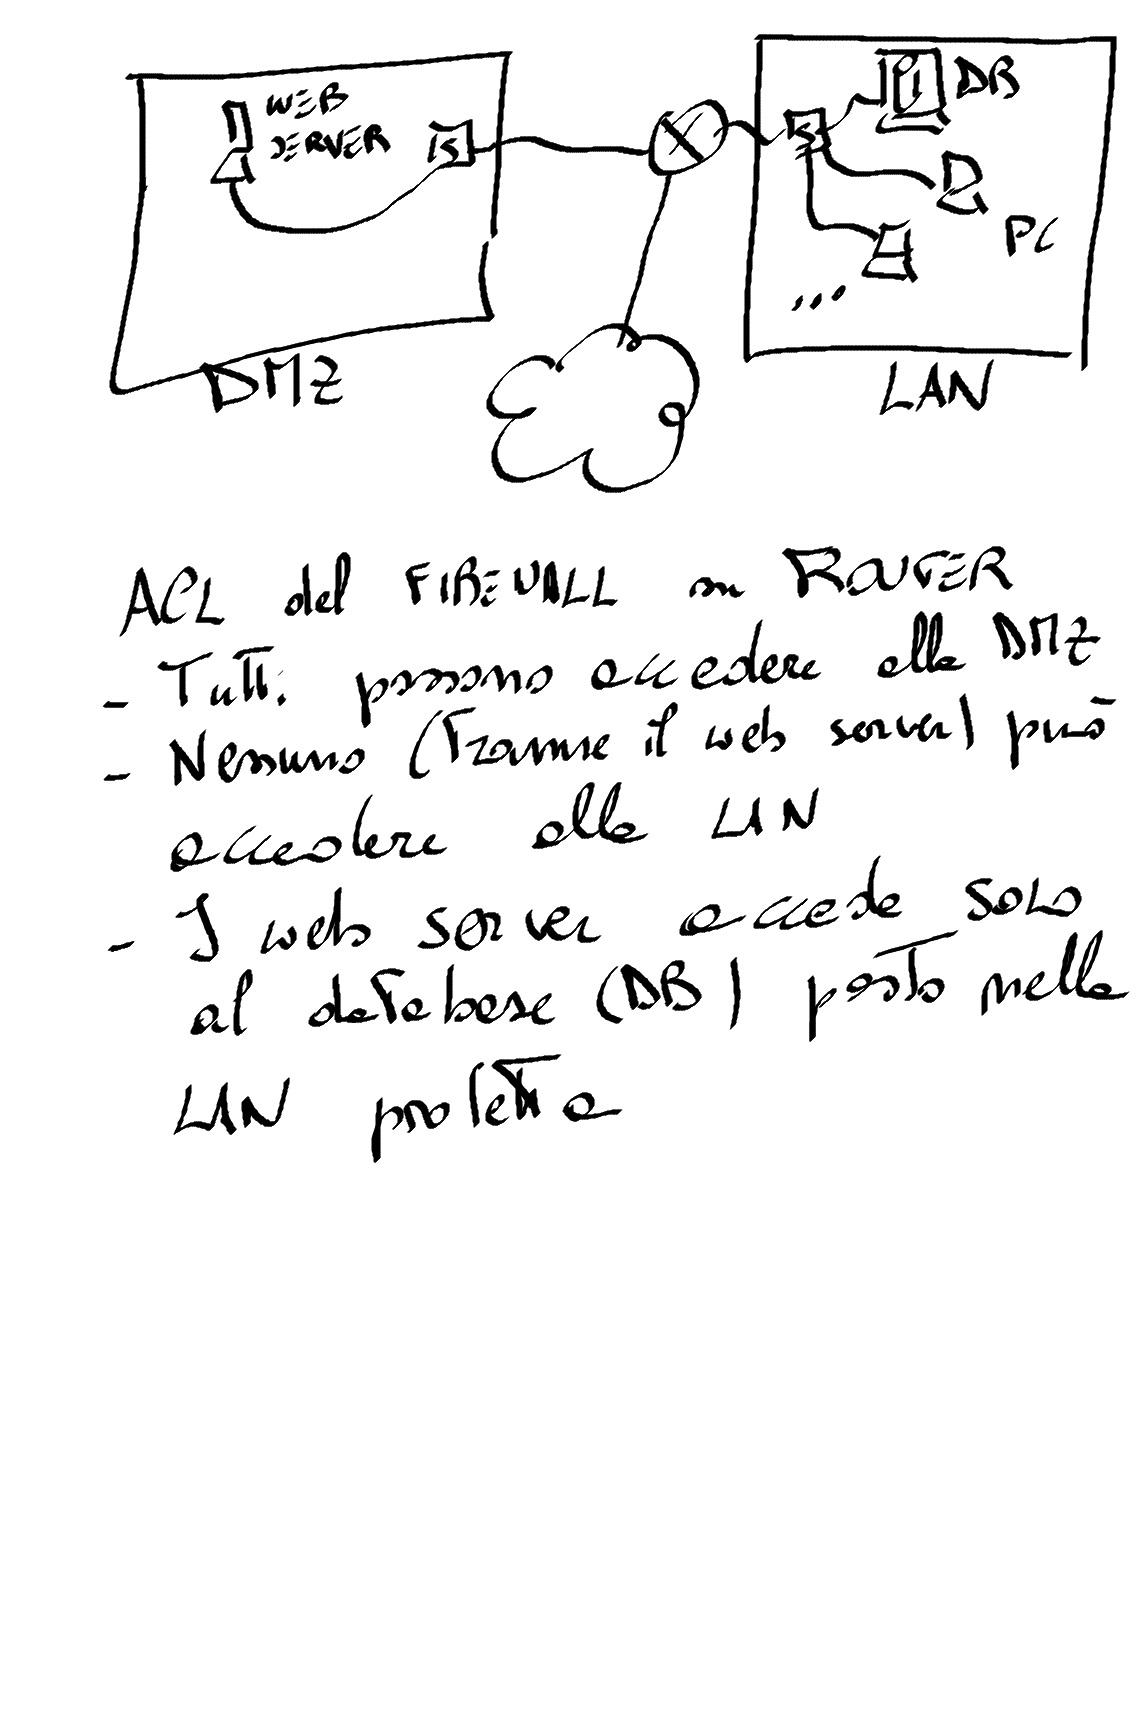 WEB
SERVER
S
DMZ
S
DB
PC
...
LAN
ACL del FIREWALL su ROUTER
- Tutti possono accedere alla DMZ
- Nessuno (tranne il web server) può
accedere alla LAN
- I web server accede solo
al database (DB) posto nella
LAN protetta